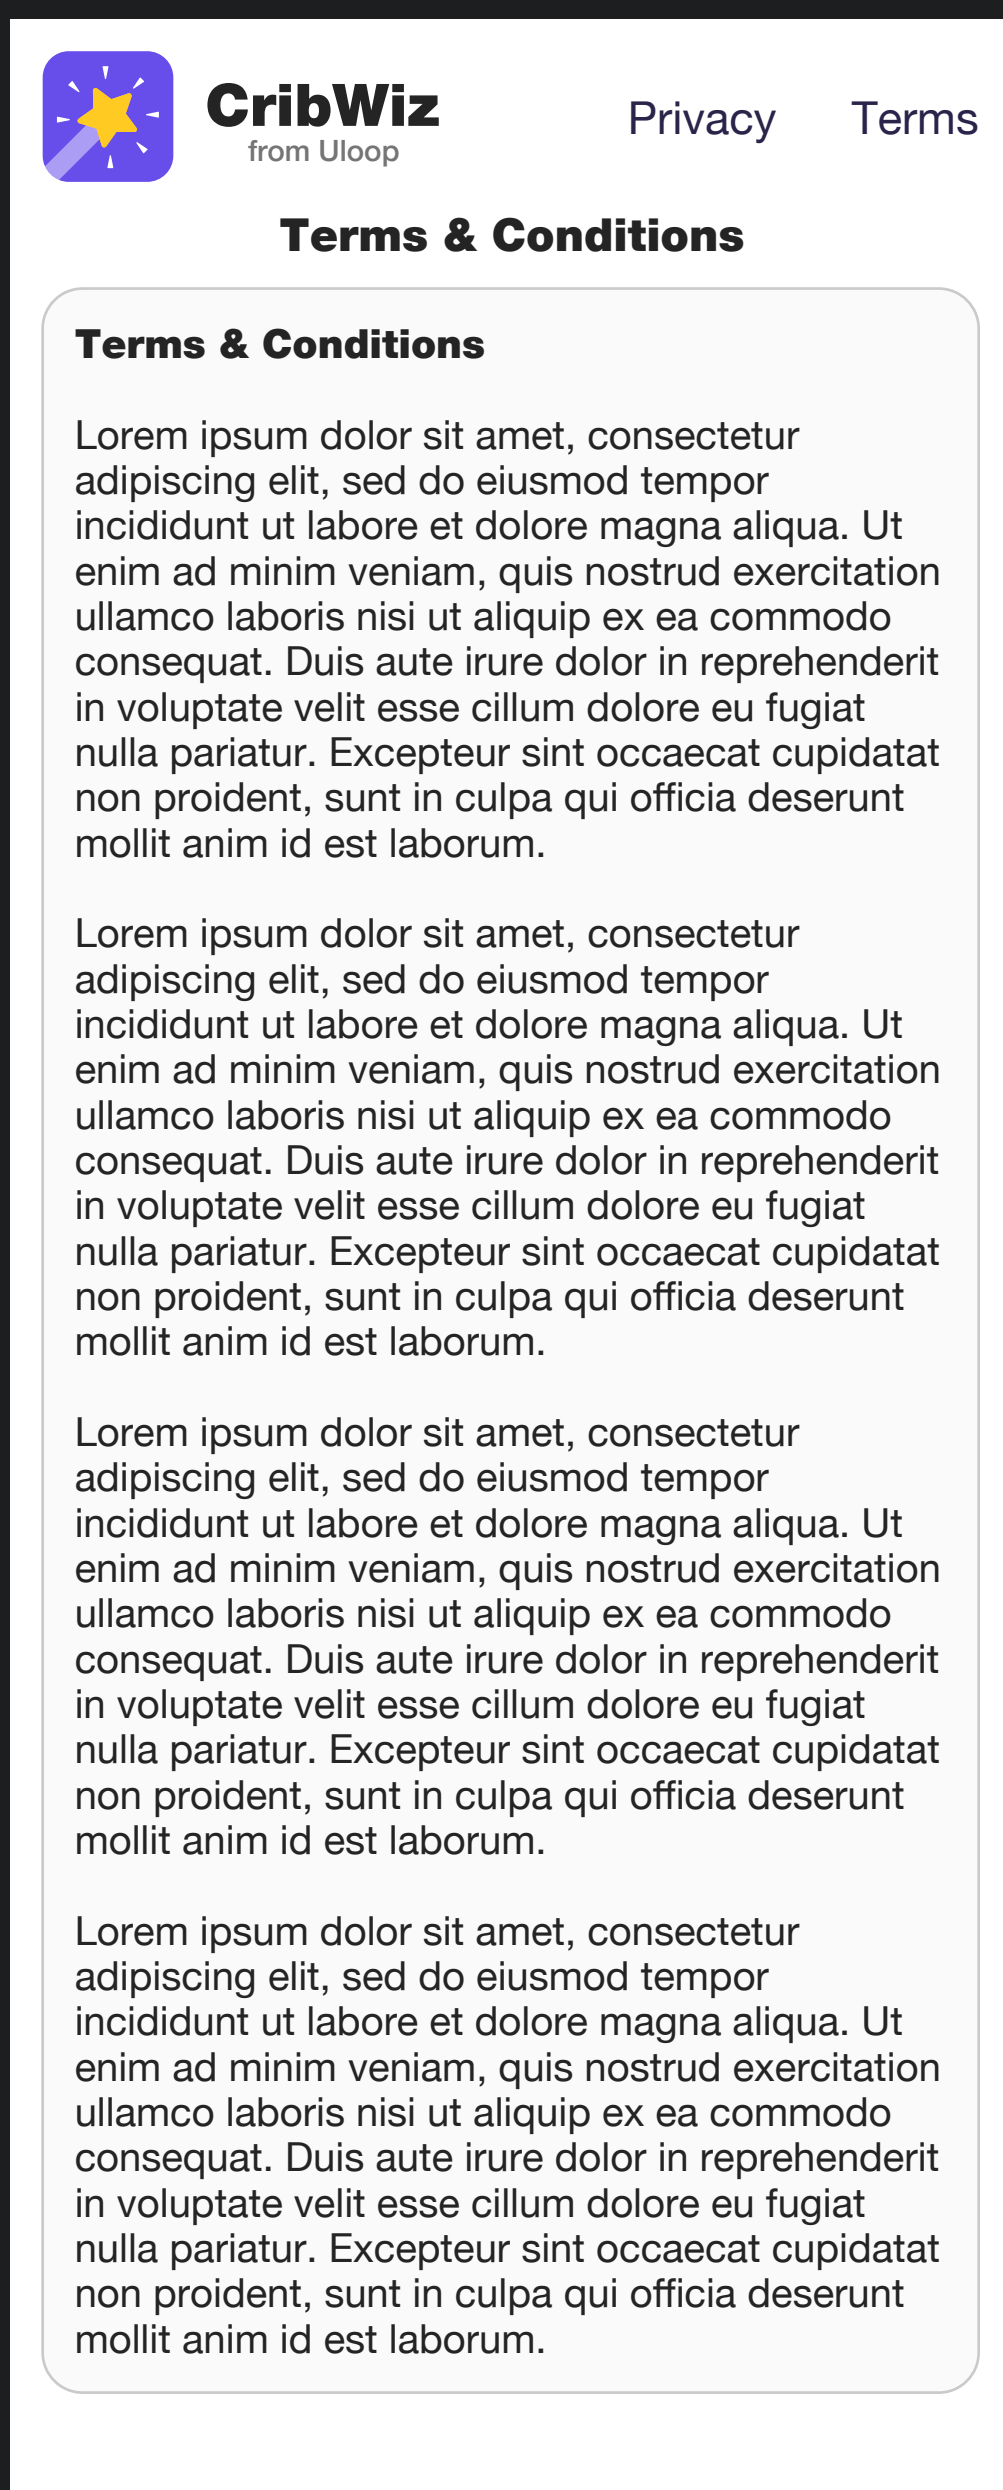 CribWiz
from Uloop
Privacy
Terms
Terms & Conditions
Terms & Conditions
Lorem ipsum dolor sit amet, consectetur
adipiscing elit, sed do eiusmod tempor
incididunt ut labore et dolore magna aliqua. Ut
enim ad minim veniam, quis nostrud exercitation
ullamco laboris nisi ut aliquip ex ea commodo
consequat. Duis aute irure dolor in reprehenderit
in voluptate velit esse cillum dolore eu fugiat
nulla pariatur. Excepteur sint occaecat cupidatat
non proident, sunt in culpa qui officia deserunt
mollit anim id est laborum.
Lorem ipsum dolor sit amet, consectetur
adipiscing elit, sed do eiusmod tempor
incididunt ut labore et dolore magna aliqua. Ut
enim ad minim veniam, quis nostrud exercitation
ullamco laboris nisi ut aliquip ex ea commodo
consequat. Duis aute irure dolor in reprehenderit
in voluptate velit esse cillum dolore eu fugiat
nulla pariatur. Excepteur sint occaecat cupidatat
non proident, sunt in culpa qui officia deserunt
mollit anim id est laborum.
Lorem ipsum dolor sit amet, consectetur
adipiscing elit, sed do eiusmod tempor
incididunt ut labore et dolore magna aliqua. Ut
enim ad minim veniam, quis nostrud exercitation
ullamco laboris nisi ut aliquip ex ea commodo
consequat. Duis aute irure dolor in reprehenderit
in voluptate velit esse cillum dolore eu fugiat
nulla pariatur. Excepteur sint occaecat cupidatat
non proident, sunt in culpa qui officia deserunt
mollit anim id est laborum.
Lorem ipsum dolor sit amet, consectetur
adipiscing elit, sed do eiusmod tempor
incididunt ut labore et dolore magna aliqua. Ut
enim ad minim veniam, quis nostrud exercitation
ullamco laboris nisi ut aliquip ex ea commodo
consequat. Duis aute irure dolor in reprehenderit
in voluptate velit esse cillum dolore eu fugiat
nulla pariatur. Excepteur sint occaecat cupidatat
non proident, sunt in culpa qui officia deserunt
mollit anim id est laborum.